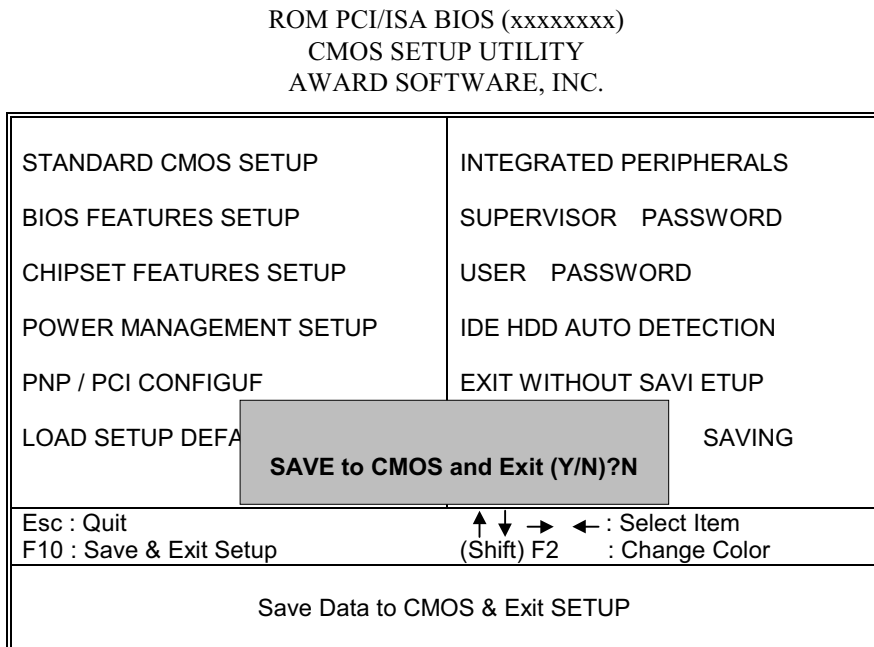 ROM PCI/ISA BIOS (xxxxxxxx)
CMOS SETUP UTILITY
AWARD SOFTWARE, INC.
STANDARD CMOS SETUP
BIOS FEATURES SETUP
CHIPSET FEATURES SETUP
POWER MANAGEMENT SETUP
PNP / PCI CONFIGUF
LOAD SETUP DEFA
INTEGRATED PERIPHERALS
SUPERVISOR PASSWORD
USER PASSWORD
IDE HDD AUTO DETECTION
EXIT WITHOUT SAVI ETUP
SAVING
SAVE to CMOS and Exit (Y/N)?N
Esc : Quit
F10 : Save & Exit Setup
↑ ↓ → ← : Select Item
(Shift) F2 : Change Color
Save Data to CMOS & Exit SETUP